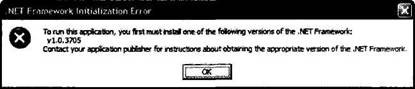 .NET Framework Initialization Error
To run this application, you first must install one of the following versions of the .NET Framework:
v1.0.3705
Contact your application publisher for instructions about obtaining the appropriate version of the .NET Framework.
OK